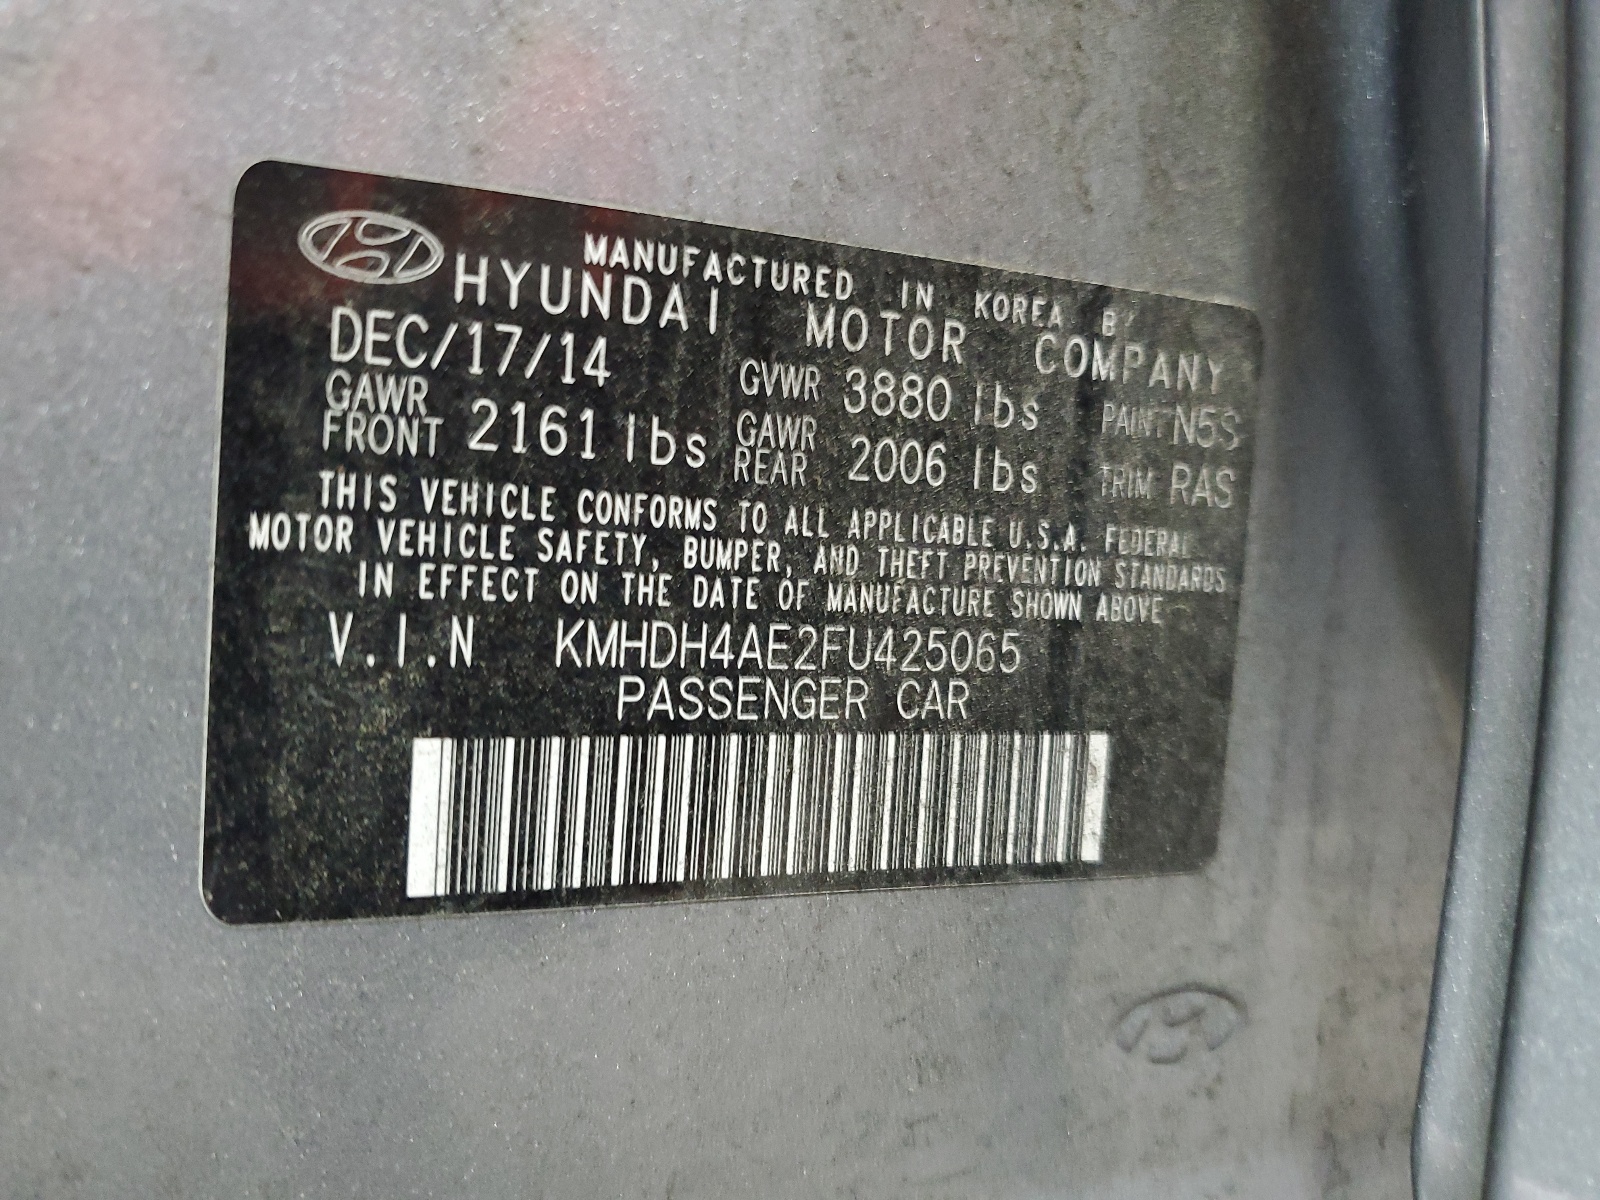 MANUFACTURED IN KOREA BY
HYUNDAI MOTOR COMPANY
DEC/17/14 GVWR 3880 lbs PAINT N5S
GAWR FRONT 2161 lbs GAWR REAR 2006 lbs TRIM RAS
THIS VEHICLE CONFORMS TO ALL APPLICABLE U.S.A. FEDERAL
MOTOR VEHICLE SAFETY, BUMPER, AND THEFT PREVENTION STANDARDS
IN EFFECT ON THE DATE OF MANUFACTURE SHOWN ABOVE
V.I.N KMHDH4AE2FU425065
PASSENGER CAR